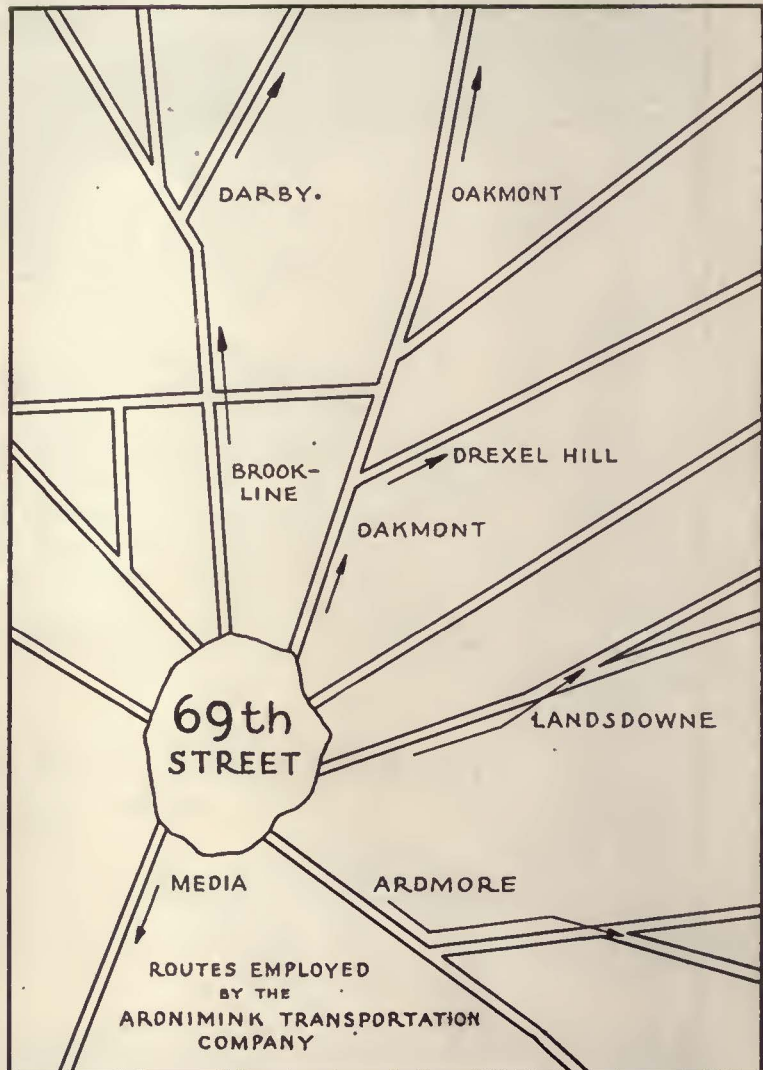 DARBY.
OAKMONT
BROOK-
LINE
DREXEL HILL
OAKMONT
69th
STREET
LANDSDOWNE
MEDIA
ARDMORE
ROUTES EMPLOYED
BY THE
ARONIMINK TRANSPORTATION
COMPANY